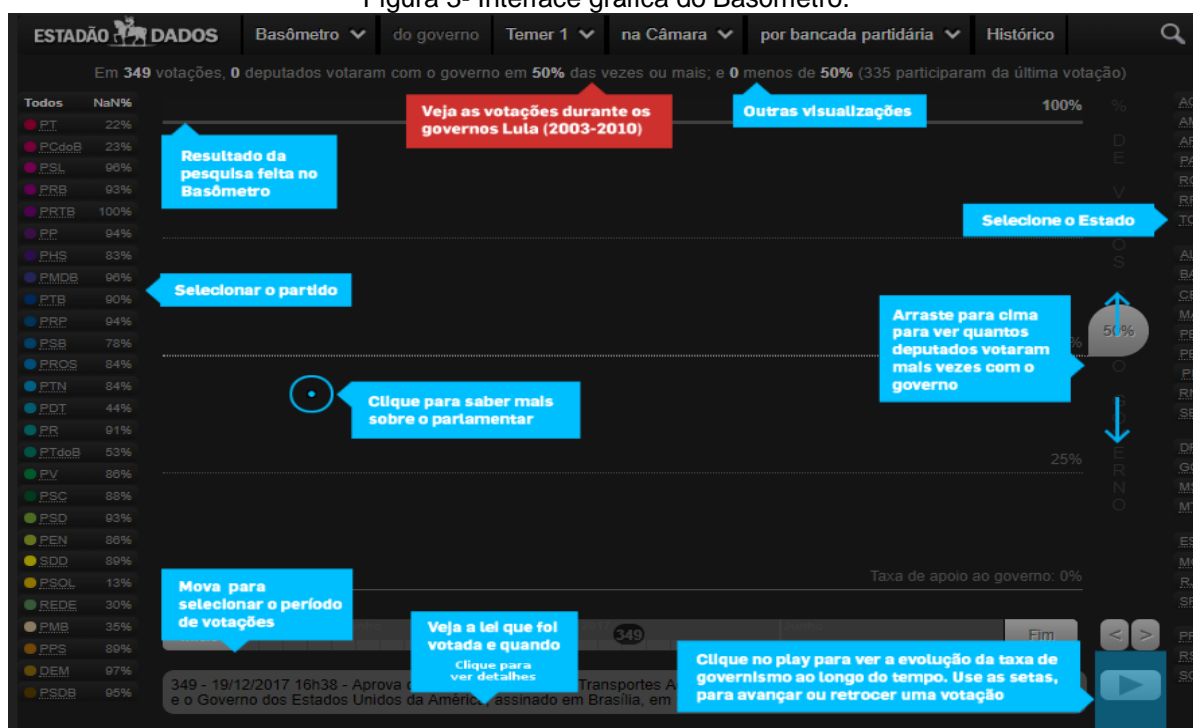 Figura 3- Interface gráfica do Basômetro.
ESTADÃO DADOS Basômetro do governo Temer 1 na Câmara por bancada partidária Histórico
Em 349 votações, 0 deputados votaram com o governo em 50% das vezes ou mais; e 0 menos de 50% (335 participaram da última votação)
Todos NaN%
PT 22%
PCdoB 23%
PSL 96%
PRB 93%
PRTB 100%
PP 94%
PHS 83%
PMDB 96%
PTB 90%
PRP 94%
PSB 78%
PROS 84%
PTN 84%
PDT 44%
PR 91%
PTdoB 53%
PV 86%
PSC 88%
PSD 93%
PEN 86%
SDD 89%
PSOL 13%
REDE 30%
PMB 35%
PPS 89%
DEM 97%
PSDB 95%
Veja as votações durante os
governos Lula (2003-2010)
Outras visualizações
100%
Resultado da
pesquisa feita no
Basômetro
Selecione o Estado
Selecionar o partido
Arraste para cima
para ver quantos
deputados votaram
mais vezes com o
governo
50%
Clique para saber mais
sobre o parlamentar
25%
Taxa de apoio ao governo: 0%
Mova para
selecionar o período
de votações
Veja a lei que foi
votada e quando
Clique para
ver detalhes
349
Fim
< >
Clique no play para ver a evolução da taxa de
governismo ao longo do tempo. Use as setas,
para avançar ou retrocer uma votação
349 - 19/12/2017 16h38 - Transportes
e o Governo dos Estados Unidos da América, assinado em Brasília, em